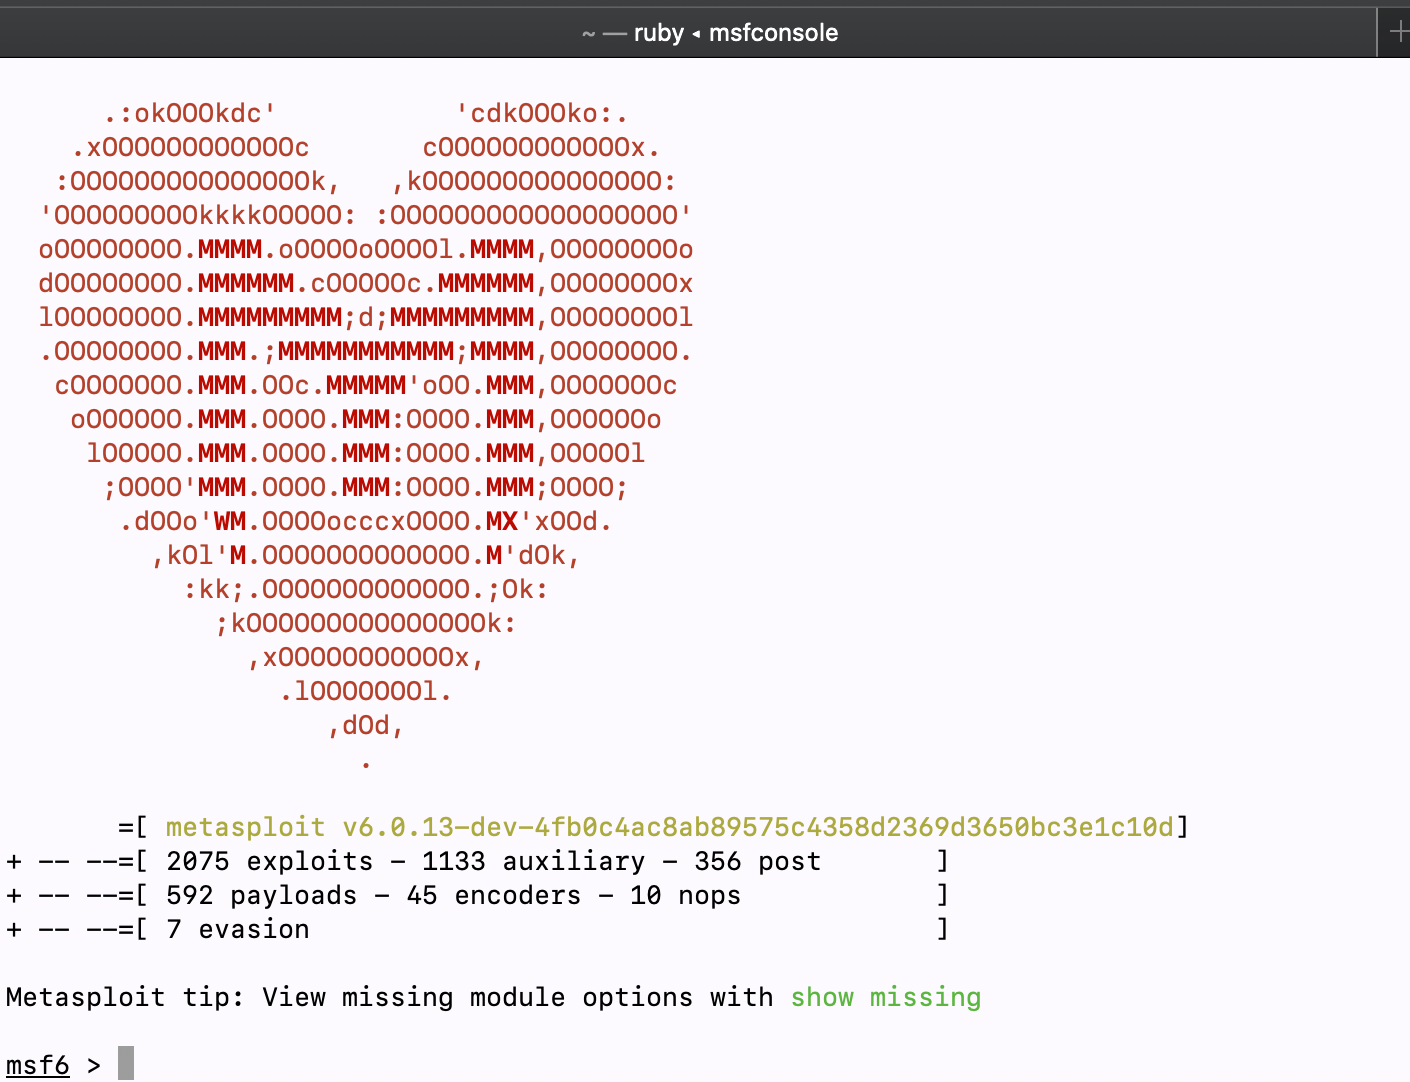 ~ — ruby ◂ msfconsole
.:okOOOkdc'           'cdkOOOko:.
.xOOOOOOOOOOOOc       cOOOOOOOOOOOOx.
:OOOOOOOOOOOOOOOk,   ,kOOOOOOOOOOOOOOO:
'OOOOOOOOOkkkkOOOOO: :OOOOOOOOOOOOOOOOOO'
oOOOOOOOO.MMMM.oOOOOoOOOOl.MMMM,OOOOOOOOo
dOOOOOOOO.MMMMMM.cOOOOOc.MMMMMM,OOOOOOOOx
lOOOOOOOO.MMMMMMMMM;d;MMMMMMMMM,OOOOOOOOl
.OOOOOOOO.MMM.;MMMMMMMMMMM;MMMM,OOOOOOOO.
cOOOOOOO.MMM.OOc.MMMMM'oOO.MMM,OOOOOOOc
oOOOOOO.MMM.OOOO.MMM:OOOO.MMM,OOOOOOo
lOOOOO.MMM.OOOO.MMM:OOOO.MMM,OOOOOl
;OOOO'MMM.OOOO.MMM:OOOO.MMM;OOOO;
.dOOo'WM.OOOOocccxOOOO.MX'xOOd.
,kOl'M.OOOOOOOOOOOOO.M'dOk,
:kk;.OOOOOOOOOOOOO.;Ok:
;kOOOOOOOOOOOOOOOk:
,xOOOOOOOOOOOx,
.lOOOOOOOl.
,dOd,
.
=[ metasploit v6.0.13-dev-4fb0c4ac8ab89575c4358d2369d3650bc3e1c10d]
+ -- --=[ 2075 exploits - 1133 auxiliary - 356 post       ]
+ -- --=[ 592 payloads - 45 encoders - 10 nops            ]
+ -- --=[ 7 evasion                                       ]
Metasploit tip: View missing module options with show missing
msf6 >